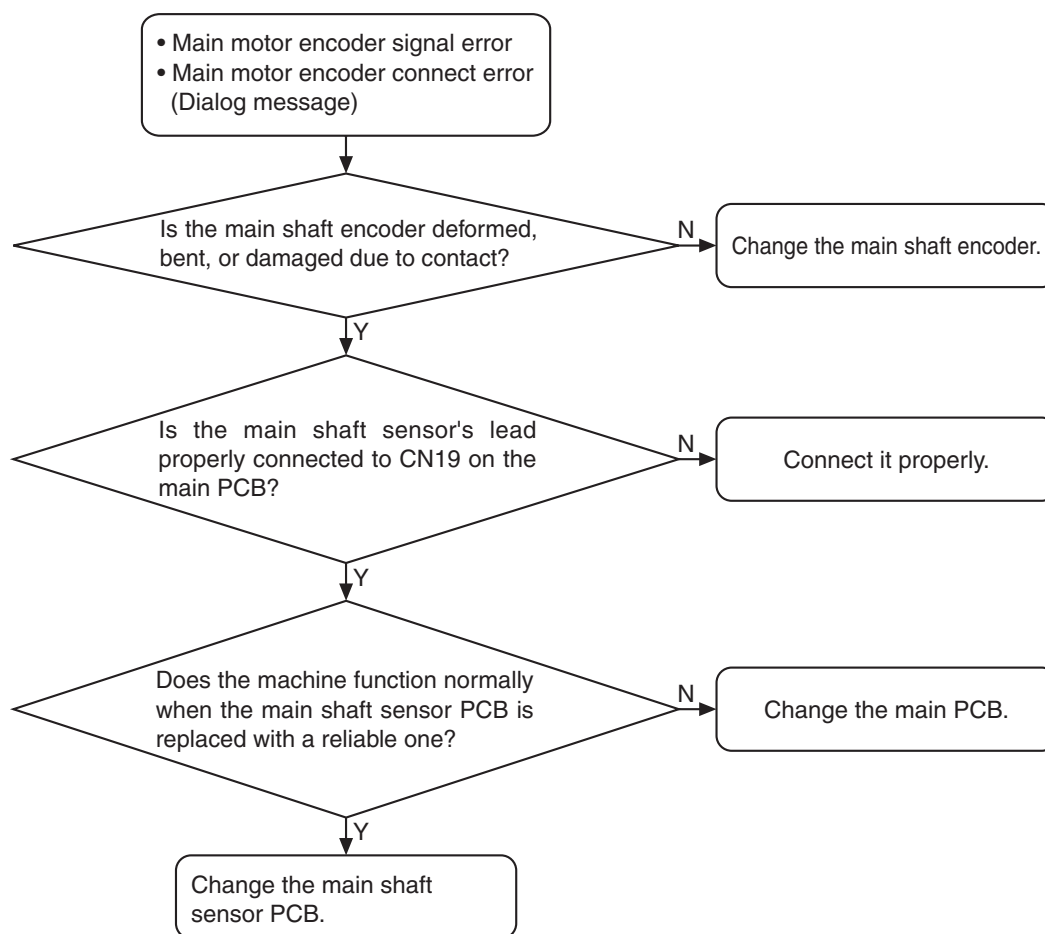 • Main motor encoder signal error
• Main motor encoder connect error
(Dialog message)
Is the main shaft encoder deformed,
bent, or damaged due to contact?
N
Change the main shaft encoder.
Y
Is the main shaft sensor's lead
properly connected to CN19 on the
main PCB?
N
Connect it properly.
Y
Does the machine function normally
when the main shaft sensor PCB is
replaced with a reliable one?
N
Change the main PCB.
Y
Change the main shaft
sensor PCB.